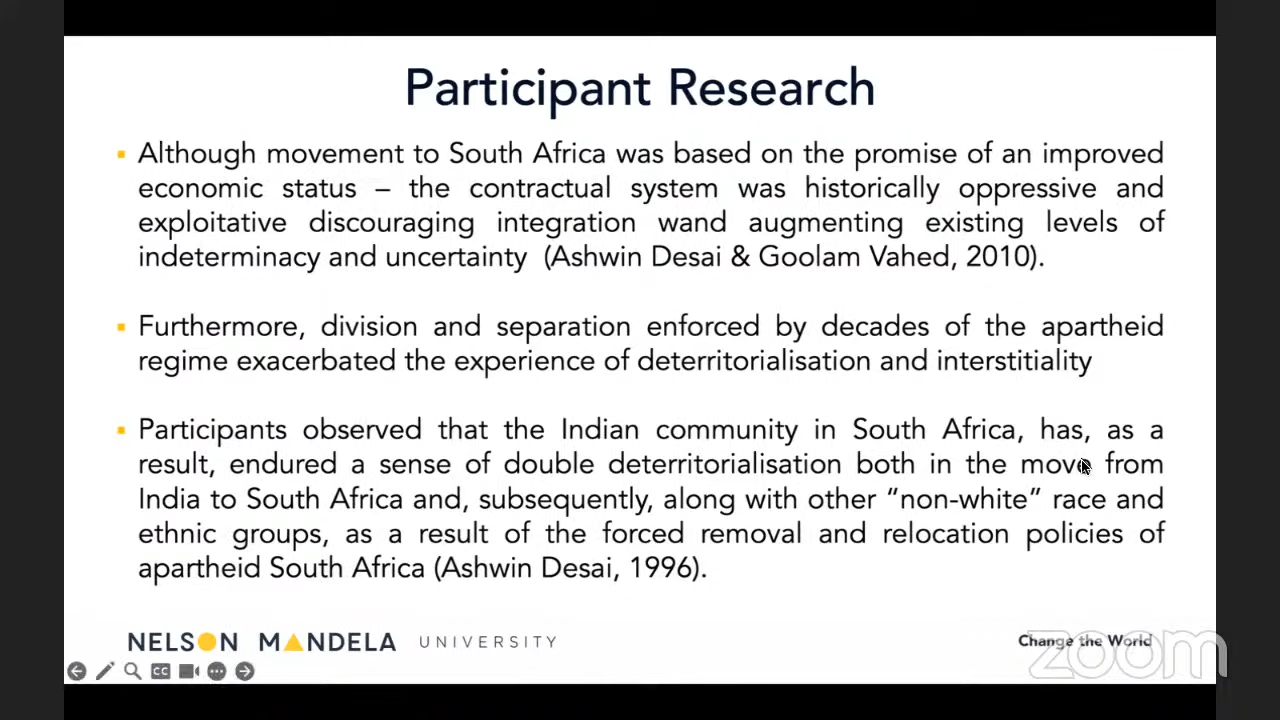 Participant Research
Although movement to South Africa was based on the promise of an improved
economic status – the contractual system was historically oppressive and
exploitative discouraging integration wand augmenting existing levels of
indeterminacy and uncertainty (Ashwin Desai & Goolam Vahed, 2010).
Furthermore, division and separation enforced by decades of the apartheid
regime exacerbated the experience of deterritorialisation and interstitiality
Participants observed that the Indian community in South Africa, has, as a
result, endured a sense of double deterritorialisation both in the move from
India to South Africa and, subsequently, along with other “non-white” race and
ethnic groups, as a result of the forced removal and relocation policies of
apartheid South Africa (Ashwin Desai, 1996).
NELSON MANDELA UNIVERSITY
Change the World
zoom
CC